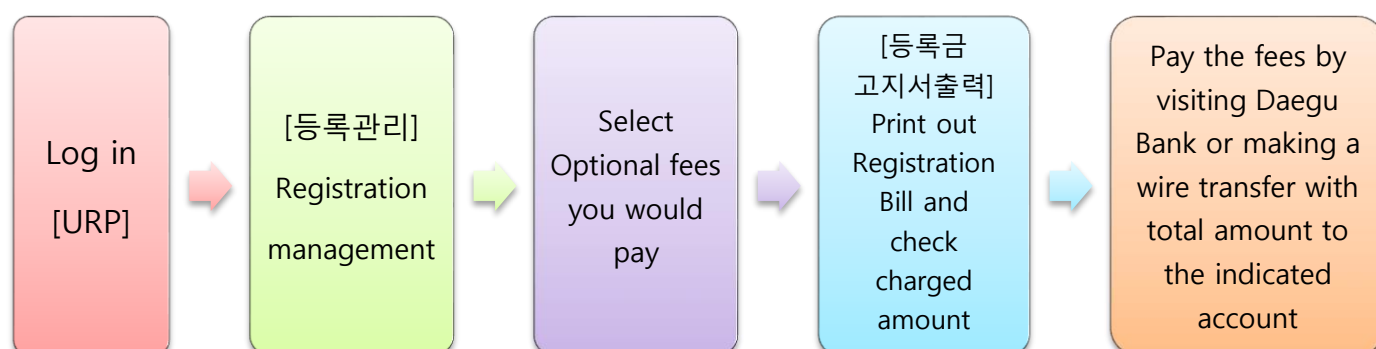 Log in
[URP]
[등록관리]
Registration
management
Select
Optional fees
you would
pay
[등록금
고지서출력]
Print out
Registration
Bill and
check
charged
amount
Pay the fees by
visiting Daegu
Bank or making a
wire transfer with
total amount to
the indicated
account